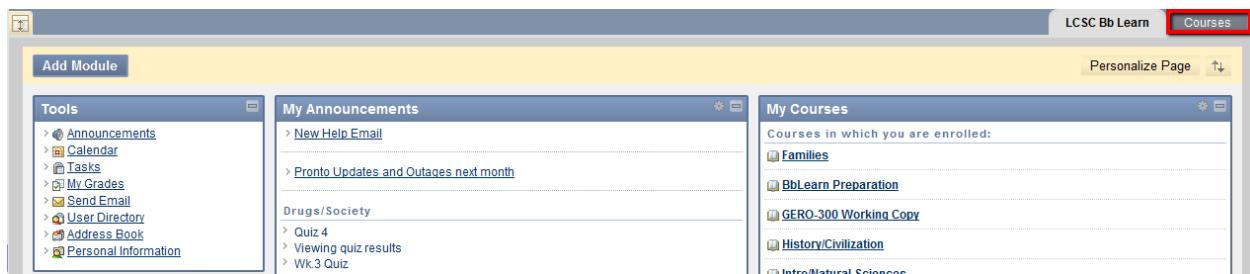 LCSC Bb Learn
Courses
Add Module
Personalize Page
Tools
Announcements
Calendar
Tasks
My Grades
Send Email
User Directory
Address Book
Personal Information
My Announcements
New Help Email
Pronto Updates and Outages next month
Drugs/Society
Quiz 4
Viewing quiz results
Wk.3 Quiz
My Courses
Courses in which you are enrolled:
Families
BbLearn Preparation
GERO-300 Working Copy
History/Civilization
Intro/Natural Sciences